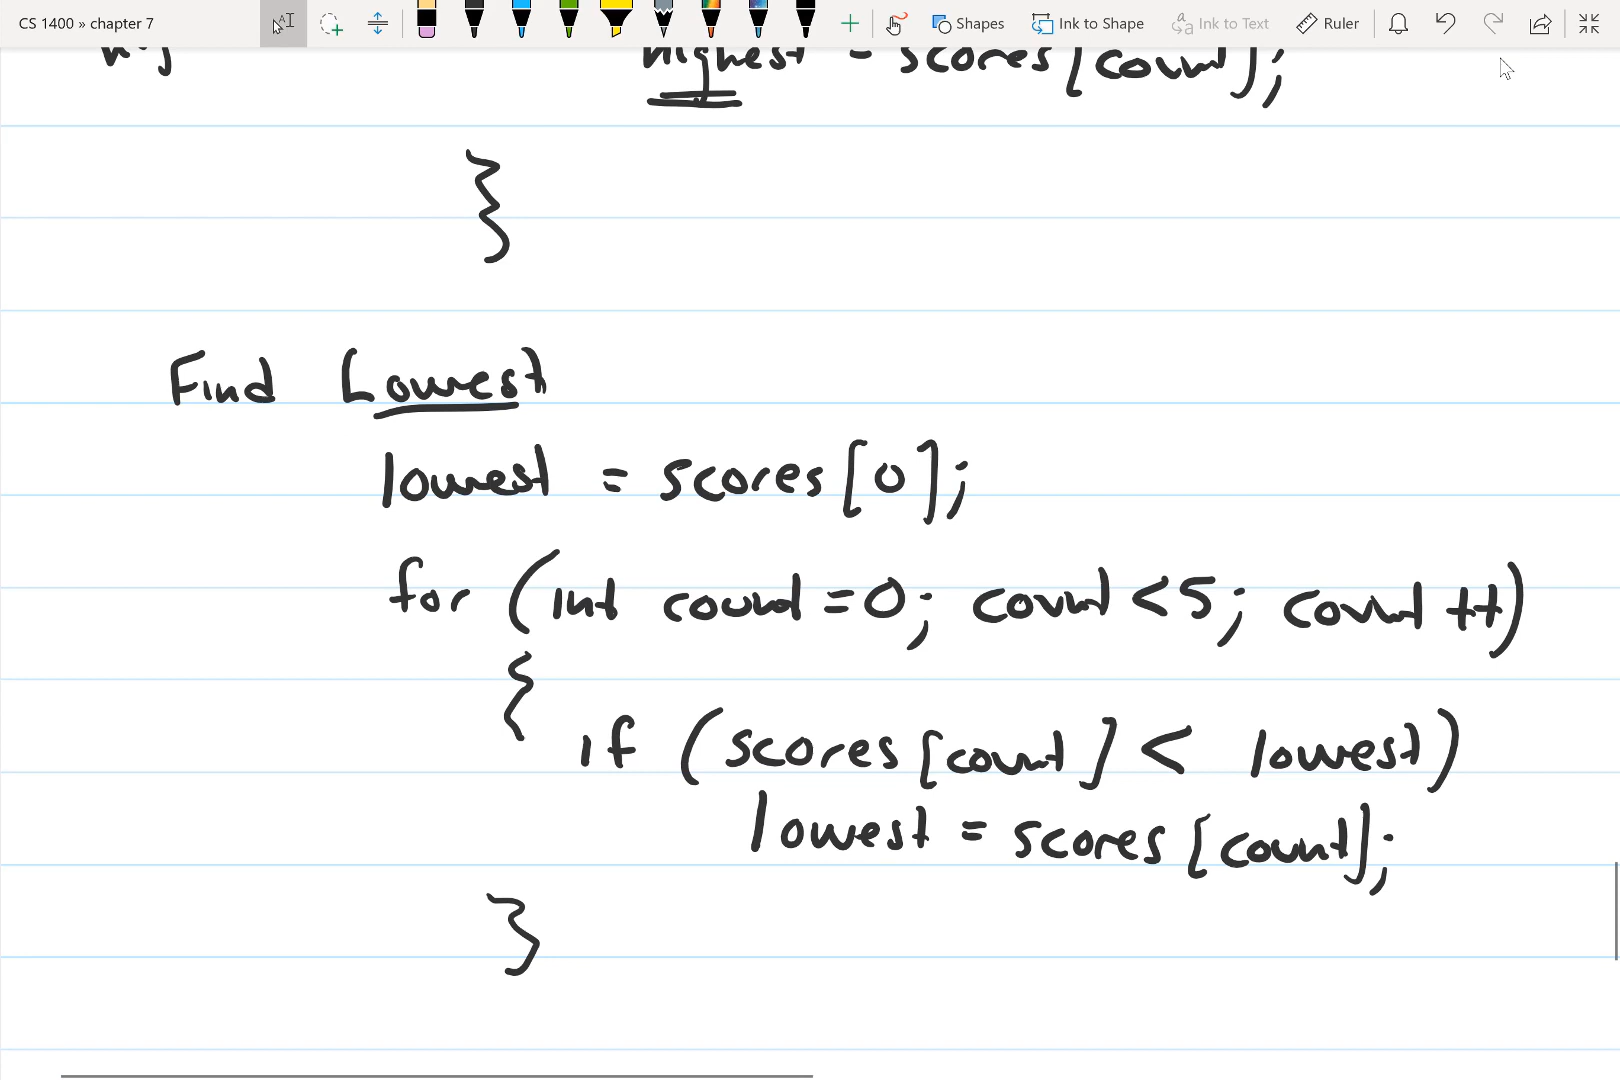 CS 1400 » chapter 7
Shapes
Ink to Shape
Ink to Text
Ruler
highest = scores[count];
}
Find Lowest
lowest = scores[0];
for (int count=0; count<5; count++)
{
if (scores[count] < lowest)
lowest = scores[count];
}